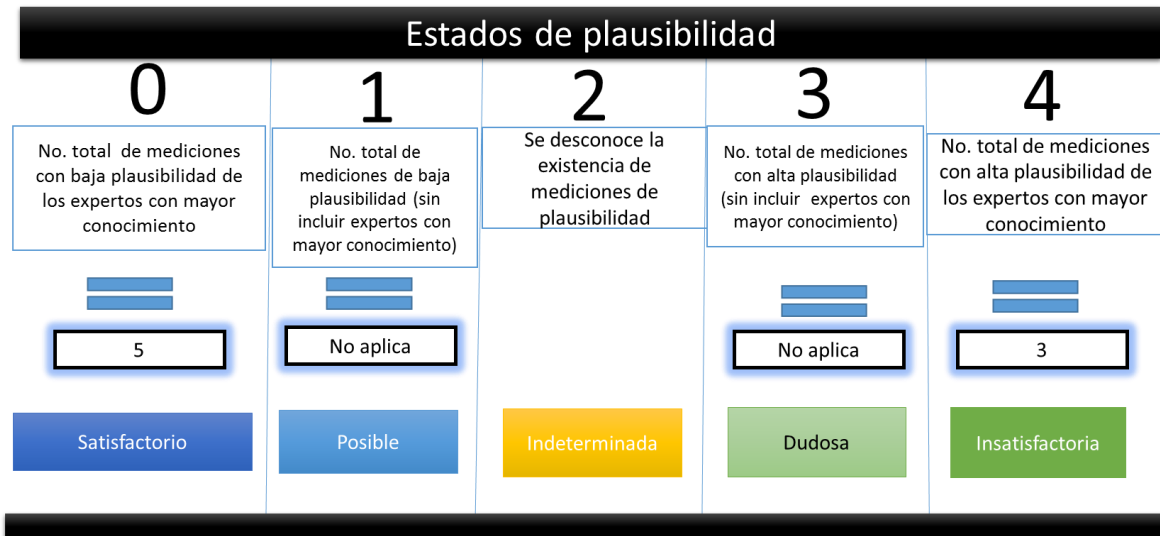 Estados de plausibilidad
0
No. total de mediciones
con baja plausibilidad de
los expertos con mayor
conocimiento
5
Satisfactorio
1
No. total de
mediciones de baja
plausibilidad (sin
incluir expertos con
mayor conocimiento)
No aplica
Posible
2
Se desconoce la
existencia de
mediciones de
plausibilidad
Indeterminada
3
No. total de mediciones
con alta plausibilidad
(sin incluir expertos con
mayor conocimiento)
No aplica
Dudosa
4
No. total de mediciones
con alta plausibilidad de
los expertos con mayor
conocimiento
3
Insatisfactoria